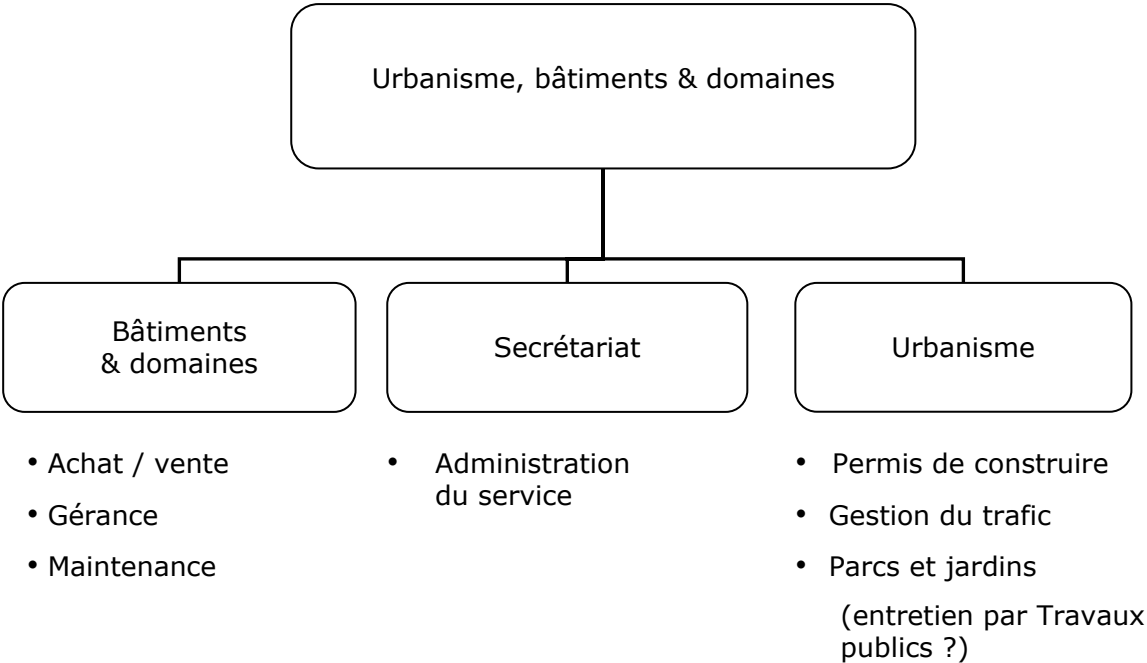 Urbanisme, bâtiments & domaines
Bâtiments
& domaines
Secrétariat
Urbanisme
• Achat / vente
• Gérance
• Maintenance
• Administration
du service
• Permis de construire
• Gestion du trafic
• Parcs et jardins
(entretien par Travaux
publics ?)